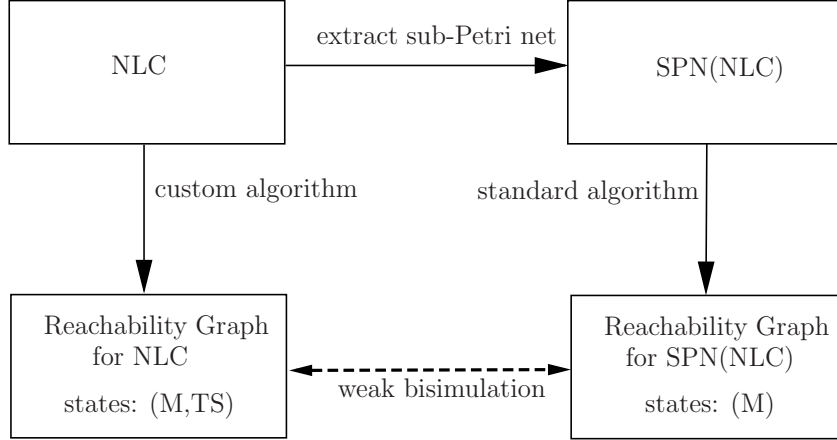 extract sub-Petri net
NLC
SPN(NLC)
custom algorithm
standard algorithm
Reachability Graph
for NLC
states: (M,TS)
weak bisimulation
Reachability Graph
for SPN(NLC)
states: (M)